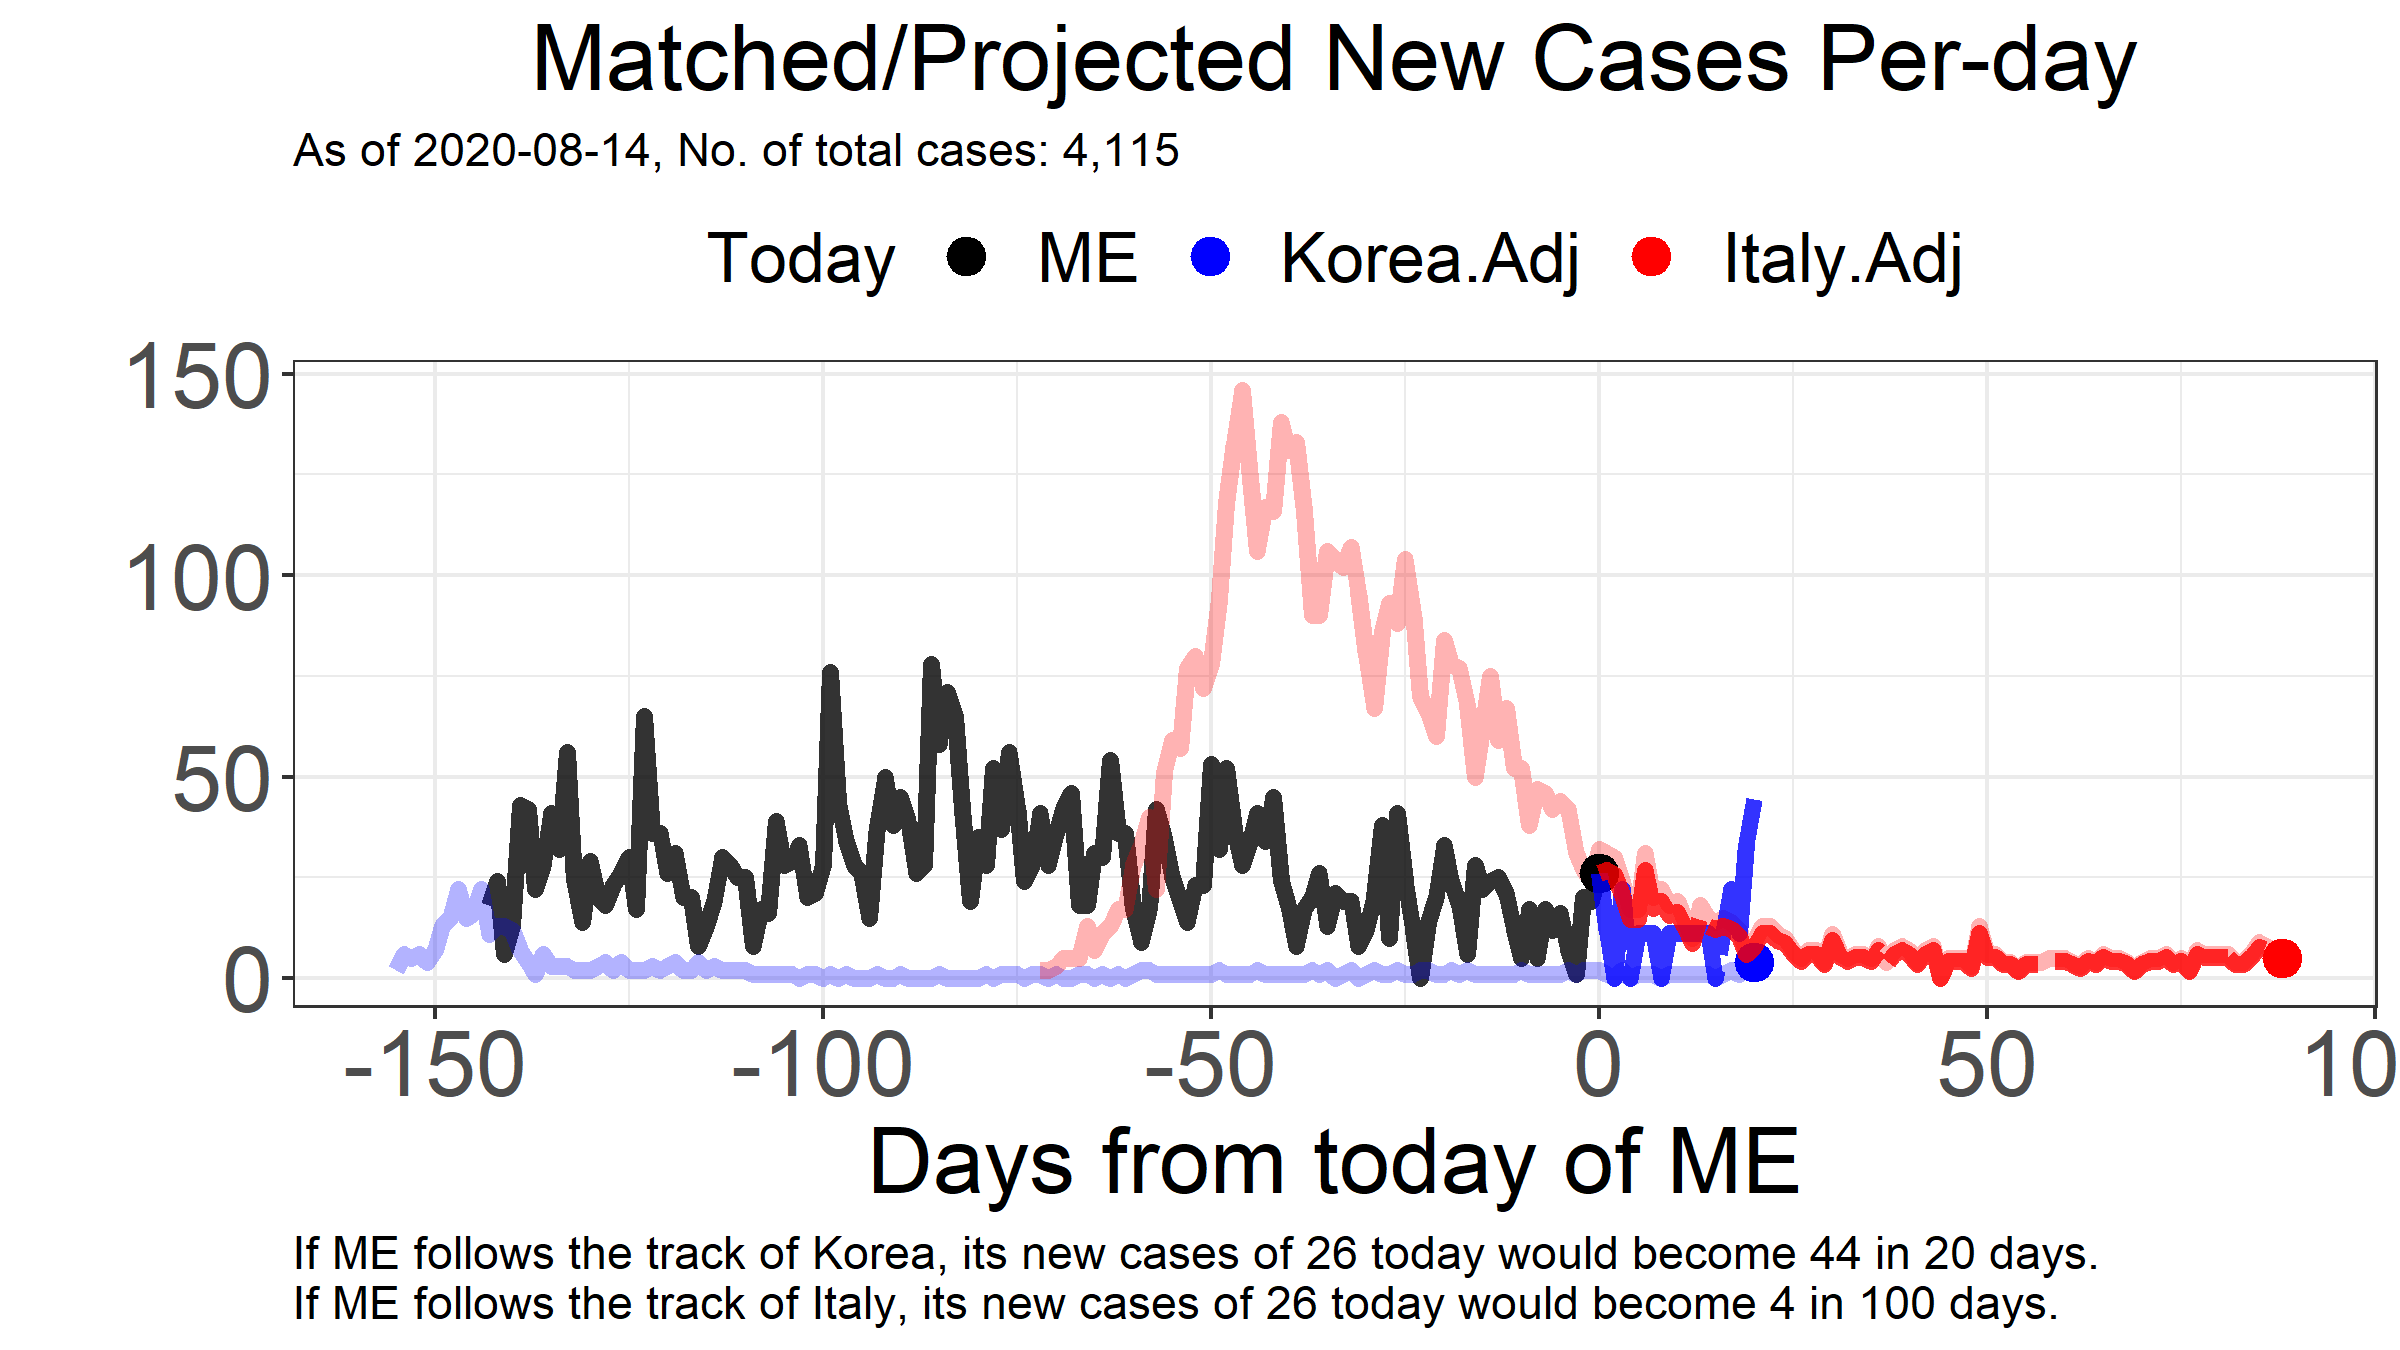 Matched/Projected New Cases Per-day
As of 2020-08-14, No. of total cases: 4,115
Today ME Korea.Adj Italy.Adj
150
100
50
0
-150 -100 -50 0 50 10
Days from today of ME
If ME follows the track of Korea, its new cases of 26 today would become 44 in 20 days.
If ME follows the track of Italy, its new cases of 26 today would become 4 in 100 days.